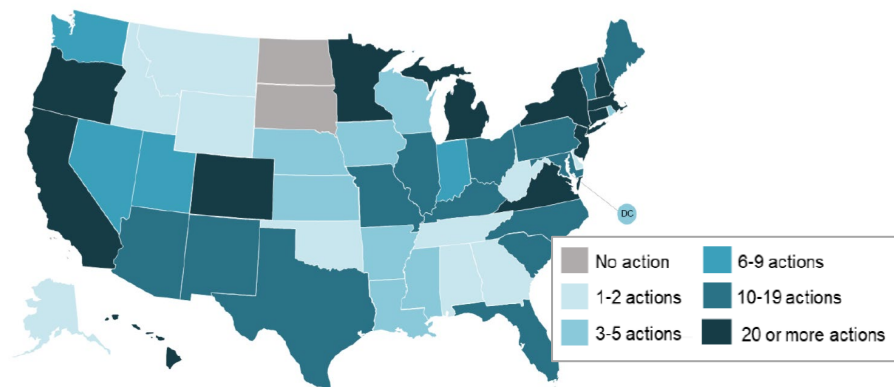 DC
No action
1-2 actions
3-5 actions
6-9 actions
10-19 actions
20 or more actions